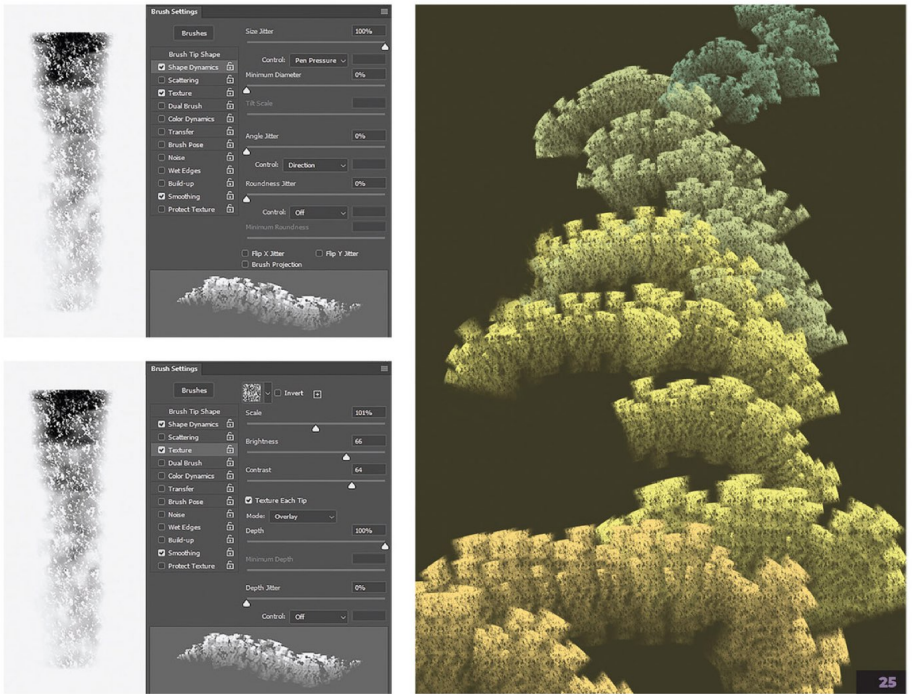 Brush Settings
Brushes
Size Jitter 100%
Control: Pen Pressure
Brush Tip Shape
Shape Dynamics
Minimum Diameter 0%
Scattering
Texture
Tilt Scale
Dual Brush
Color Dynamics
Transfer
Angle Jitter 0%
Brush Pose
Noise
Control: Direction
Wet Edges
Build-up
Roundness Jitter 0%
Smoothing
Protect Texture
Control: Off
Minimum Roundness
Flip X Jitter Flip Y Jitter
Brush Projection
Brush Settings
Brushes
Invert
Brush Tip Shape
Scale 101%
Shape Dynamics
Scattering
Brightness 66
Texture
Dual Brush
Contrast 64
Color Dynamics
Transfer
Brush Pose
Texture Each Tip
Noise
Mode: Overlay
Wet Edges
Depth 100%
Build-up
Smoothing
Minimum Depth
Protect Texture
Depth Jitter 0%
Control: Off
25